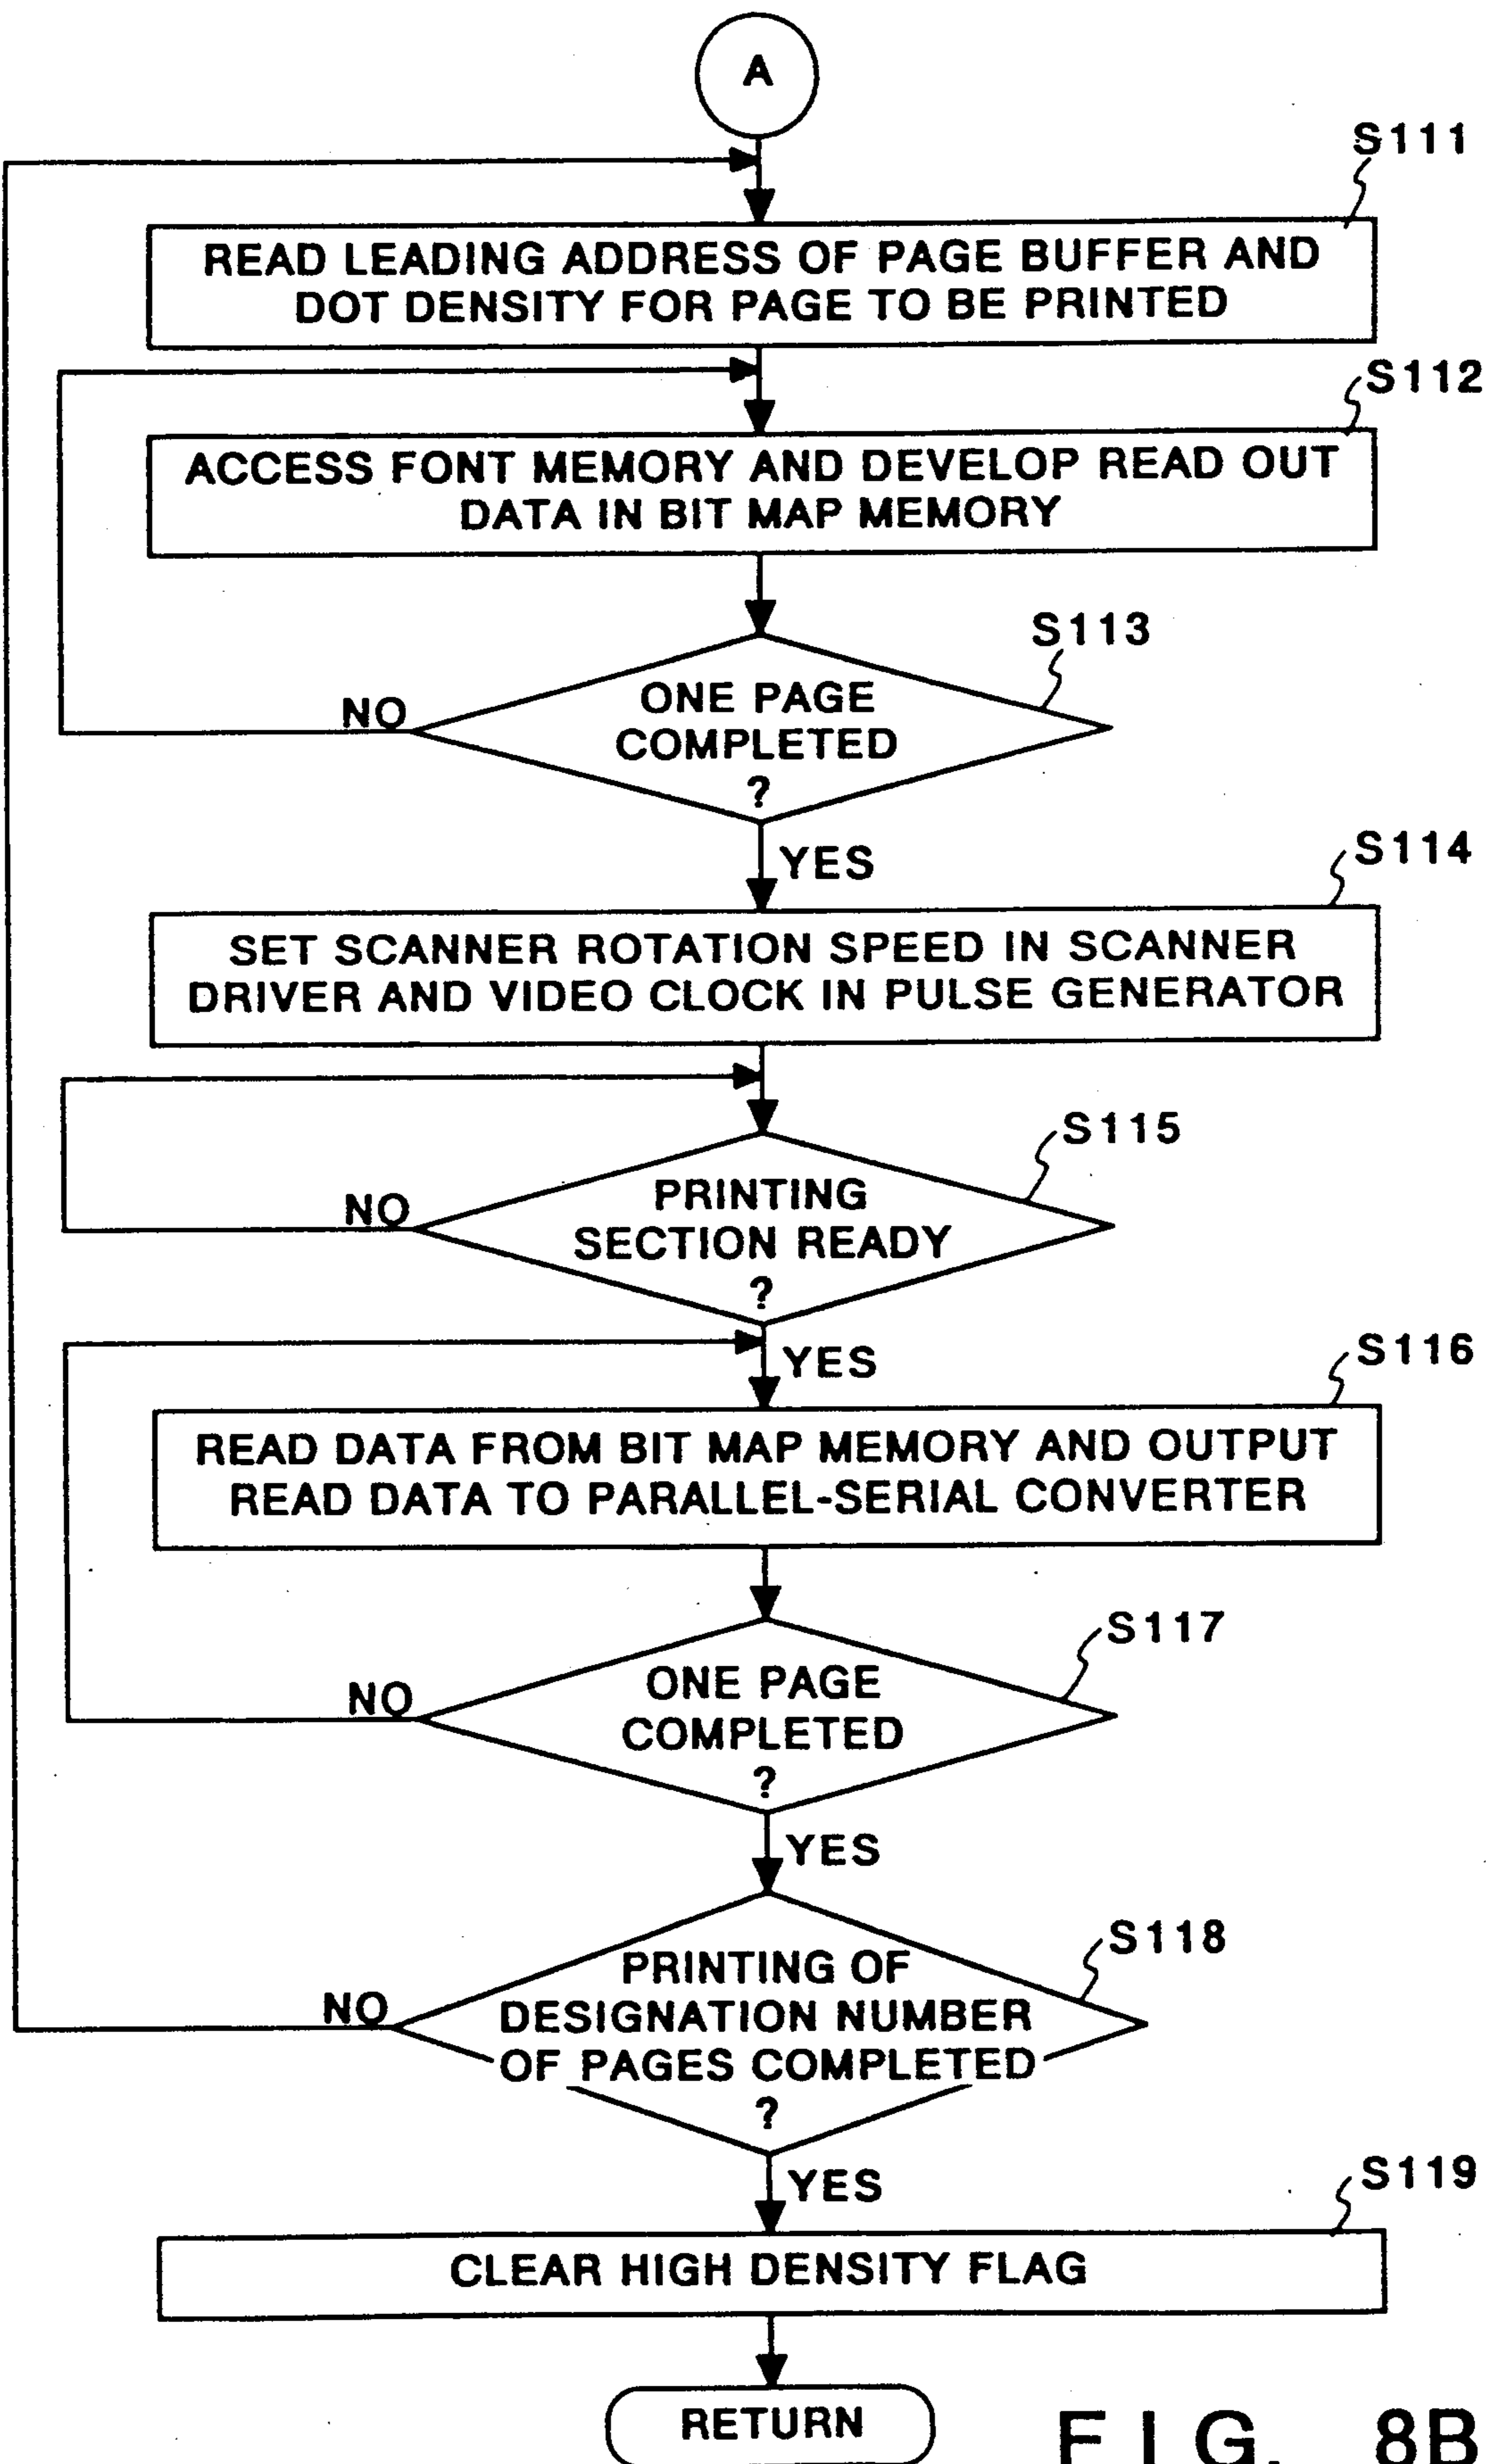 A
S111
READ LEADING ADDRESS OF PAGE BUFFER AND
DOT DENSITY FOR PAGE TO BE PRINTED
S112
ACCESS FONT MEMORY AND DEVELOP READ OUT
DATA IN BIT MAP MEMORY
S113
ONE PAGE
COMPLETED
?
NO
YES
S114
SET SCANNER ROTATION SPEED IN SCANNER
DRIVER AND VIDEO CLOCK IN PULSE GENERATOR
S115
PRINTING
SECTION READY
?
NO
YES
S116
READ DATA FROM BIT MAP MEMORY AND OUTPUT
READ DATA TO PARALLEL-SERIAL CONVERTER
S117
ONE PAGE
COMPLETED
?
NO
YES
S118
PRINTING OF
DESIGNATION NUMBER
OF PAGES COMPLETED
?
NO
YES
S119
CLEAR HIGH DENSITY FLAG
RETURN
FIG. 8B